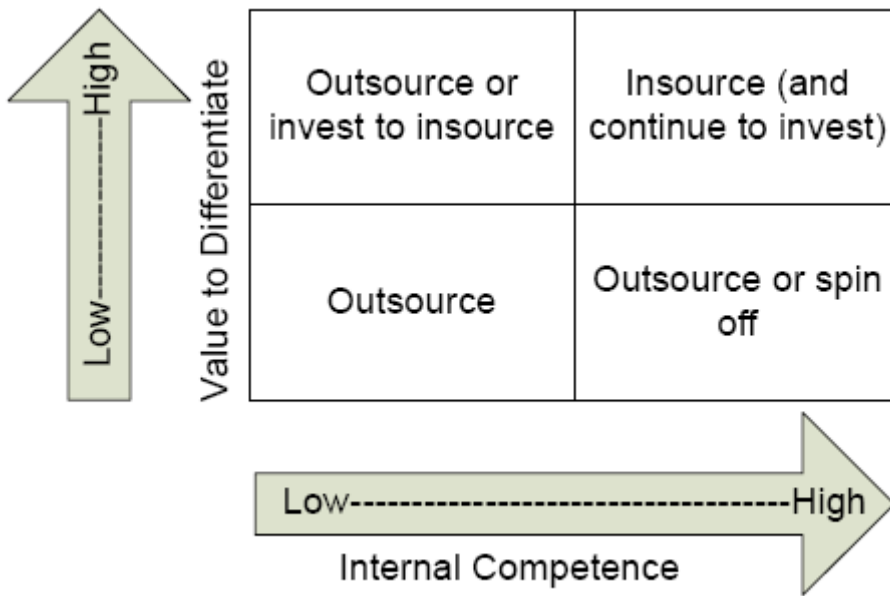 Low---------------------High
Value to Differentiate
Outsource or
invest to insource
Insource (and
continue to invest)
Outsource
Outsource or spin
off
Low--------------------------------------High
Internal Competence